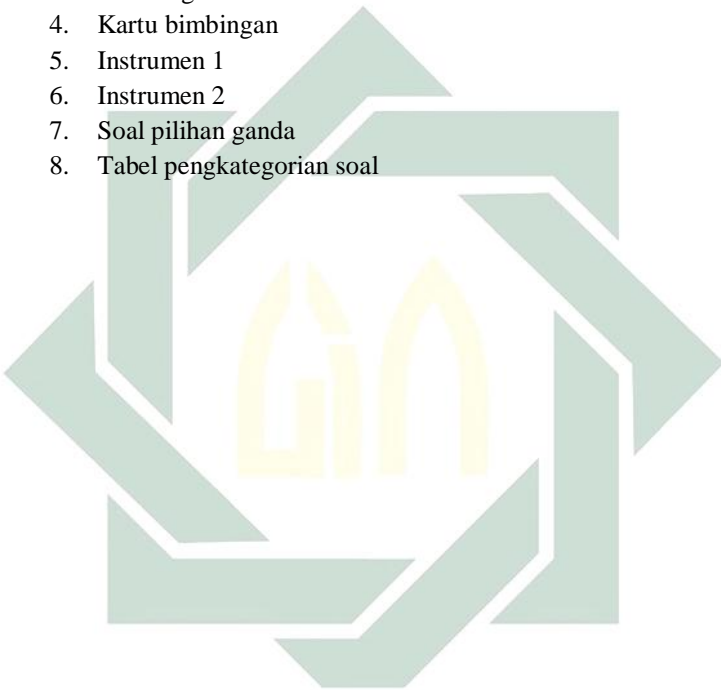 4. Kartu bimbingan
5. Instrumen 1
6. Instrumen 2
7. Soal pilihan ganda
8. Tabel pengkategorian soal